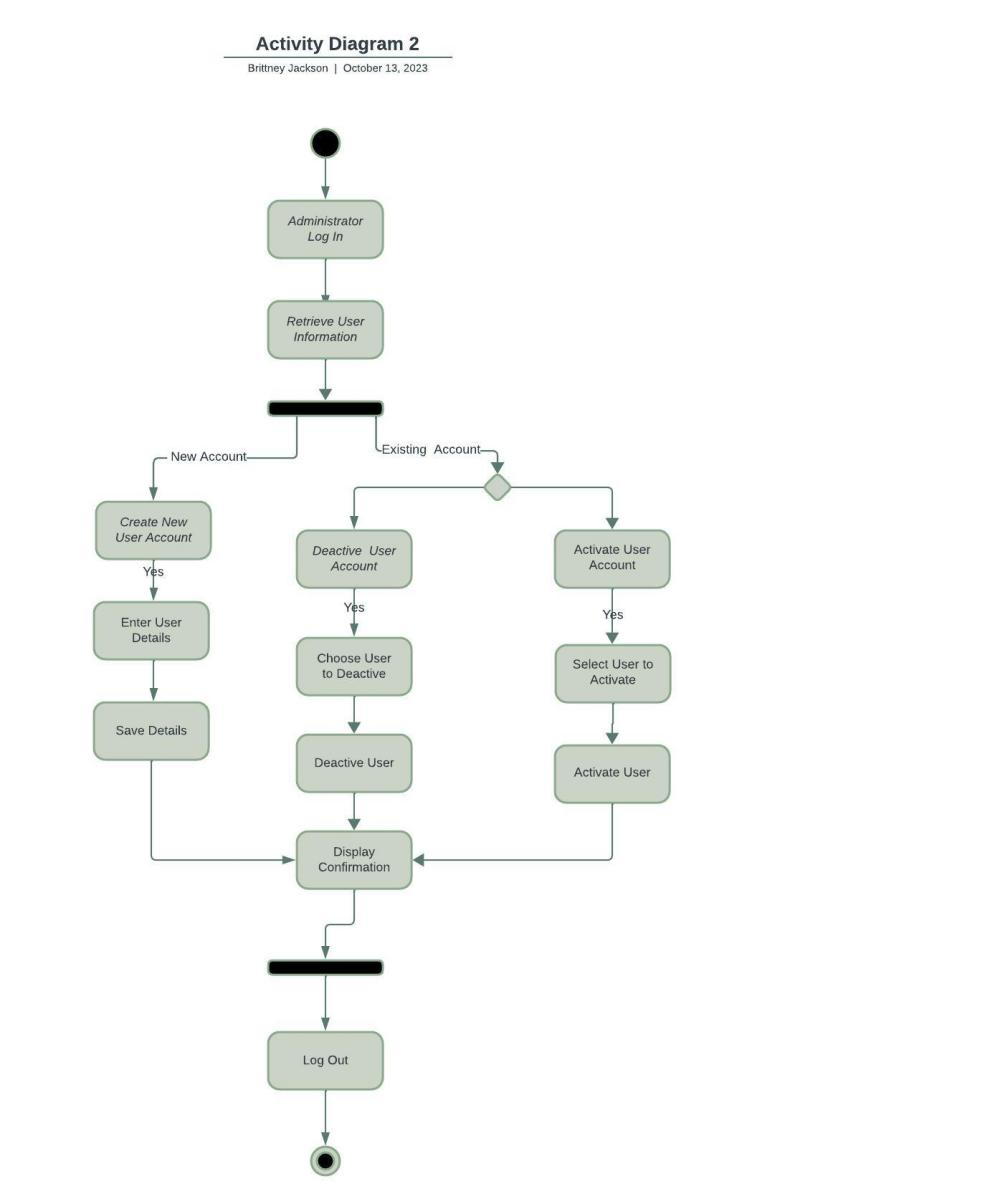 Activity Diagram 2
Brittney Jackson | October 13, 2023
Administrator
Log In
Retrieve User
Information
New Account
Existing  Account
Create New
User Account
Yes
Enter User
Details
Save Details
Deactive  User
Account
Yes
Choose User
to Deactive
Deactive User
Activate User
Account
Yes
Select User to
Activate
Activate User
Display
Confirmation
Log Out